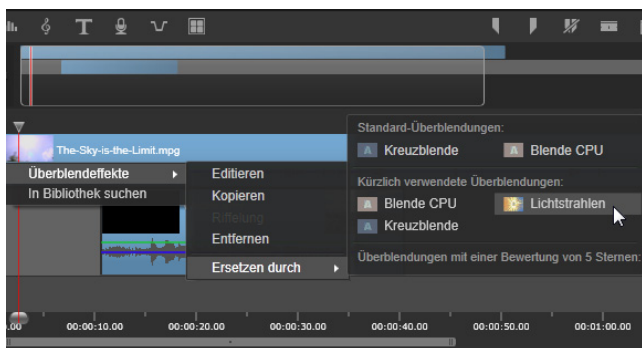 The-Sky-is-the-Limit.mpg
Überblendeffekte
In Bibliothek suchen
Editieren
Kopieren
Riffelung
Entfernen
Ersetzen durch
Standard-Überblendungen:
Kreuzblende
Blende CPU
Kürzlich verwendete Überblendungen:
Blende CPU
Lichtstrahlen
Kreuzblende
Überblendungen mit einer Bewertung von 5 Sternen:
.00 00:00:10.00 00:00:20.00 00:00:30.00 00:00:40.00 00:00:50.00 00:01:00.00